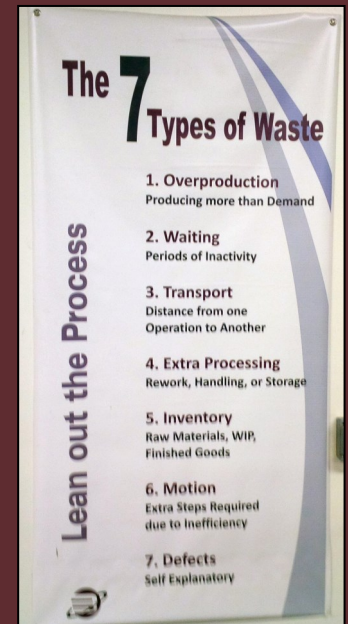 The 7
Types of Waste
Lean out the Process
1. Overproduction
Producing more than Demand
2. Waiting
Periods of Inactivity
3. Transport
Distance from one
Operation to Another
4. Extra Processing
Rework, Handling, or Storage
5. Inventory
Raw Materials, WIP,
Finished Goods
6. Motion
Extra Steps Required
due to Inefficiency
7. Defects
Self Explanatory